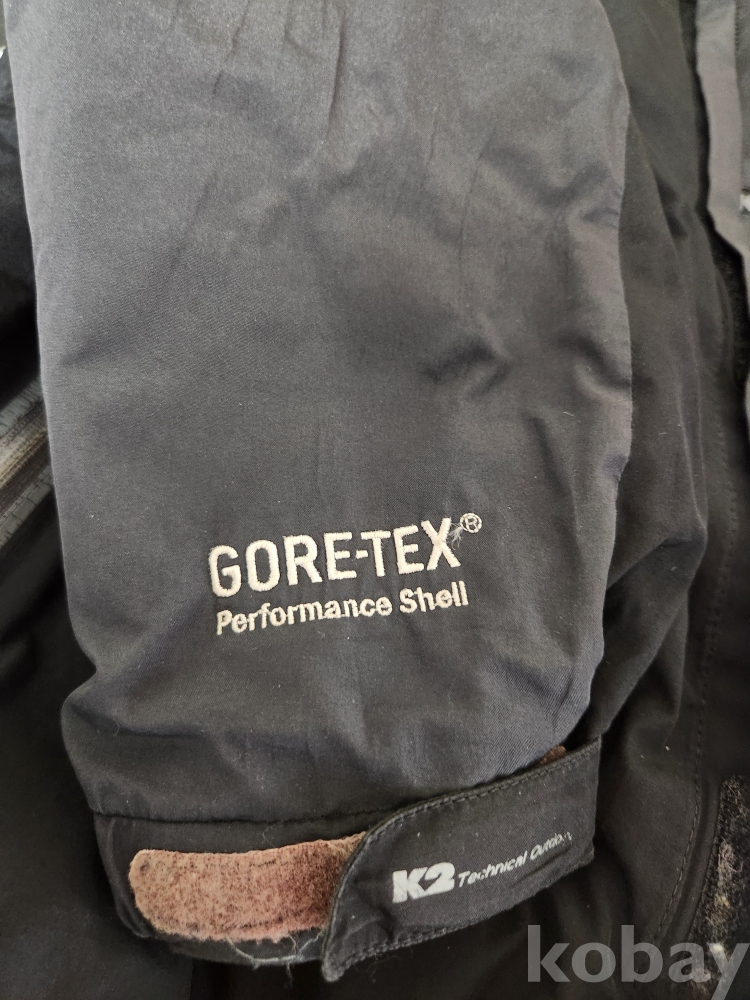 GORE-TEX®
Performance Shell
K2 Technical
kobay